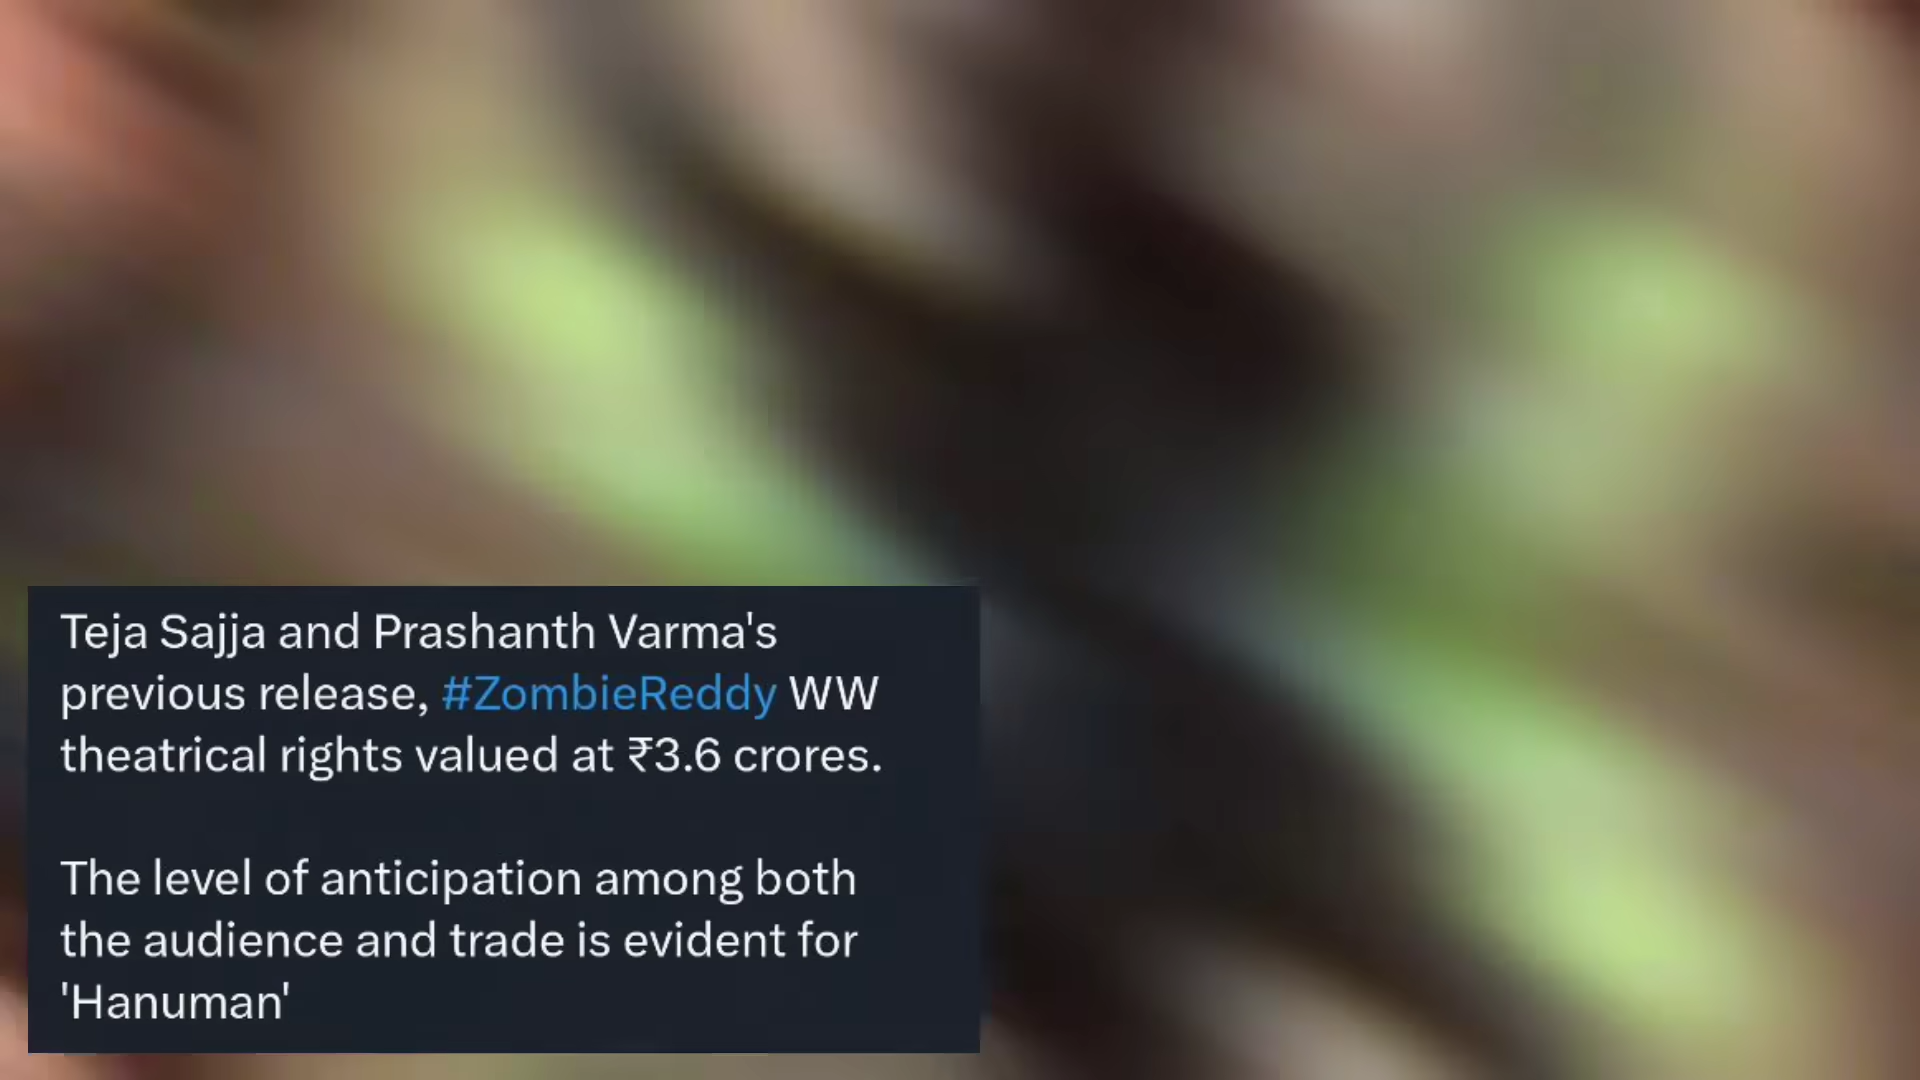 Teja Sajja and Prashanth Varma's
previous release, #ZombieReddy WW
theatrical rights valued at ₹3.6 crores.
The level of anticipation among both
the audience and trade is evident for
'Hanuman'